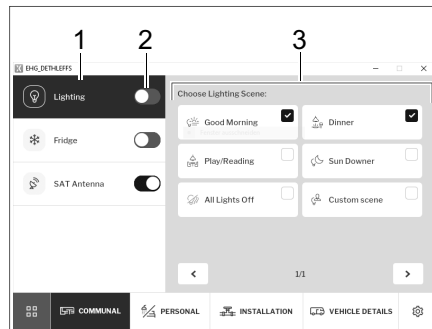 1 2 3
EHG_DETHLEFFS
Lighting
Choose Lighting Scene:
Good Morning
Dinner
Fridge
Play/Reading
Sun Downer
SAT Antenna
All Lights Off
Custom scene
1/1
COMMUNAL PERSONAL INSTALLATION VEHICLE DETAILS